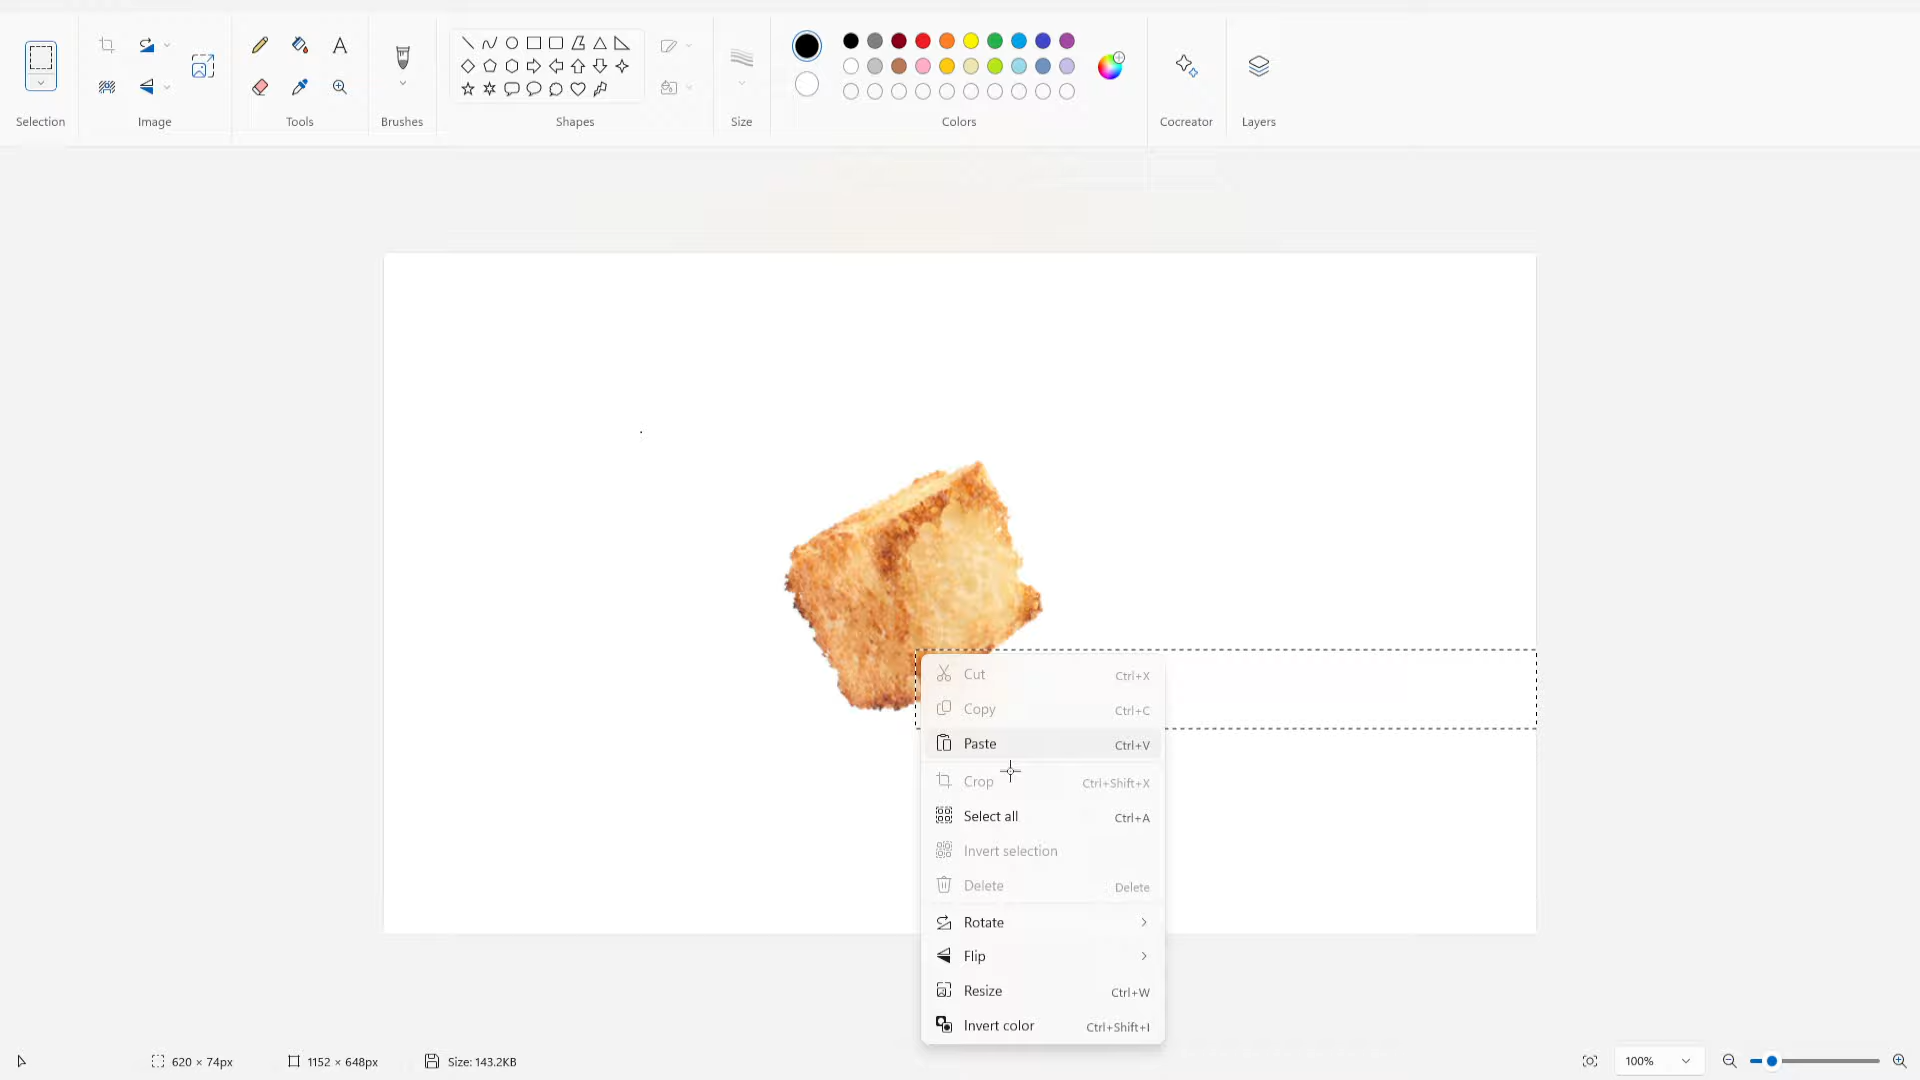 Selection
Image
Tools
Brushes
Shapes
Size
Colors
Cocreator
Layers
Cut Ctrl+X
Copy Ctrl+C
Paste Ctrl+V
Crop Ctrl+Shift+X
Select all Ctrl+A
Invert selection
Delete Delete
Rotate
Flip
Resize Ctrl+W
Invert color Ctrl+Shift+I
620 × 74px
1152 × 648px
Size: 143.2KB
100%